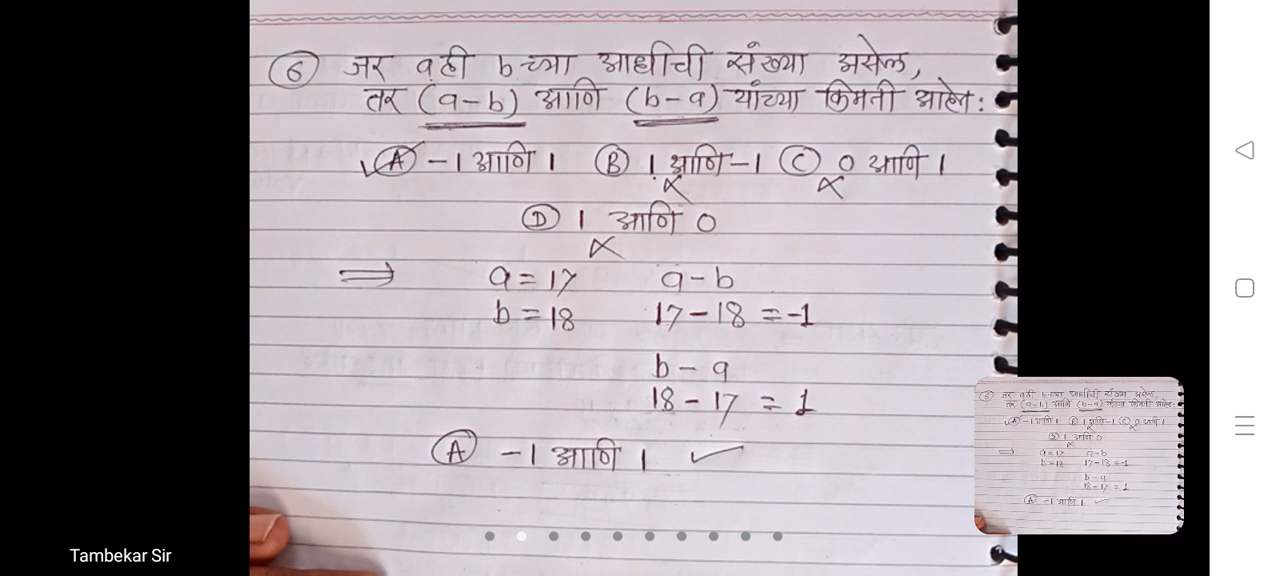 ⑥ जर a ही b च्या आधीची संख्या असेल,
तर (a-b) आणि (b-a) यांच्या किमती आहेत:
Ⓐ -1 आणि 1 Ⓑ 1 आणि -1 Ⓒ 0 आणि 1
Ⓓ 1 आणि 0
⇒ a = 17 a - b
b = 18 17 - 18 = -1
b - a
18 - 17 = 1
Ⓐ -1 आणि 1 ✓
Tambekar Sir